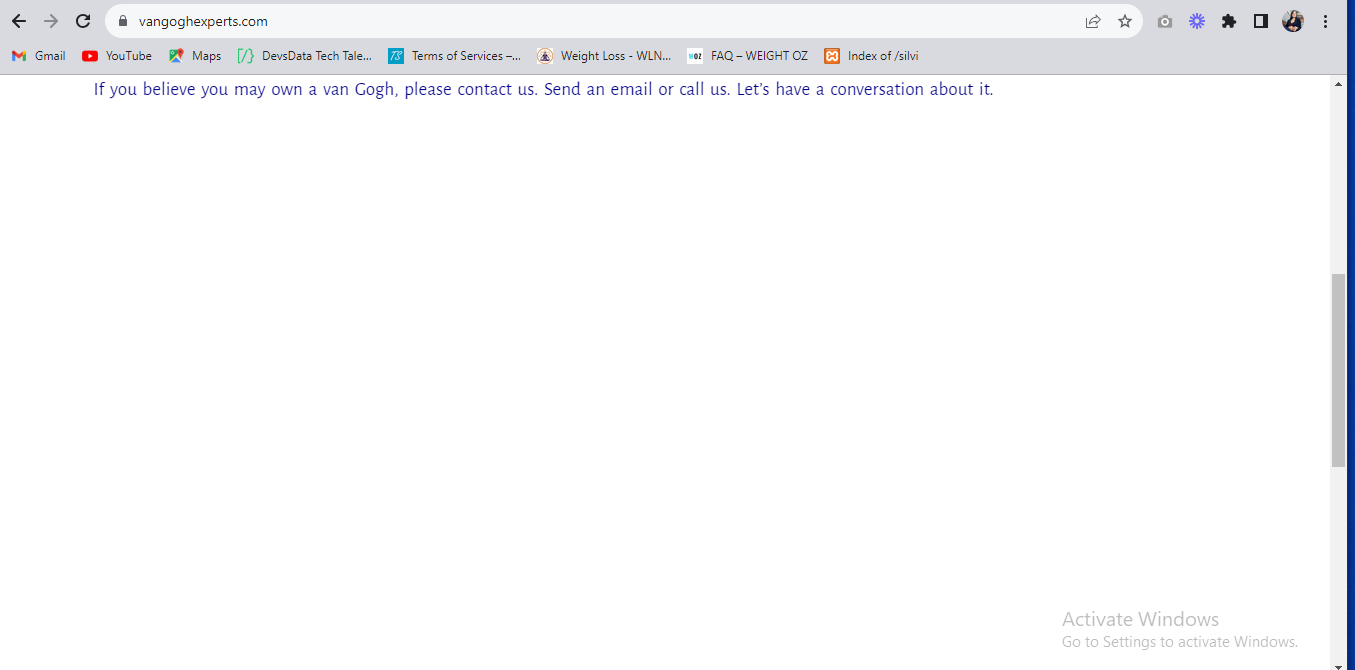 vangoghexperts.com
Gmail YouTube Maps DevsData Tech Tale... Terms of Services –... Weight Loss - WLN... FAQ – WEIGHT OZ Index of /silvi
If you believe you may own a van Gogh, please contact us. Send an email or call us. Let's have a conversation about it.
Activate Windows
Go to Settings to activate Windows.